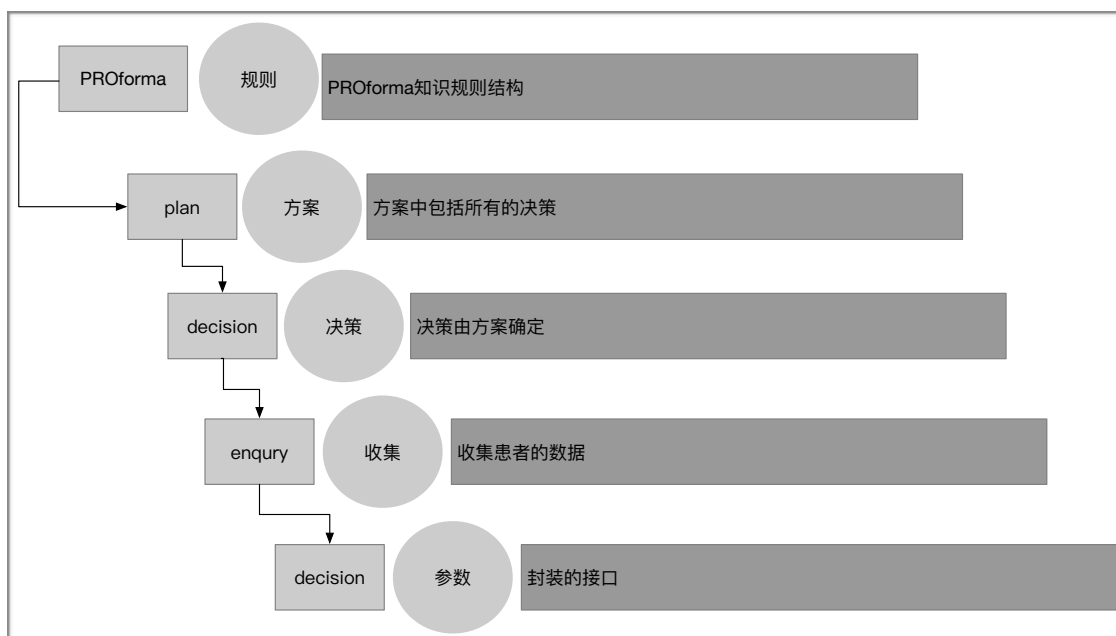 PROforma
规则
PROforma知识规则结构
plan
方案
方案中包括所有的决策
decision
决策
决策由方案确定
enqury
收集
收集患者的数据
decision
参数
封装的接口